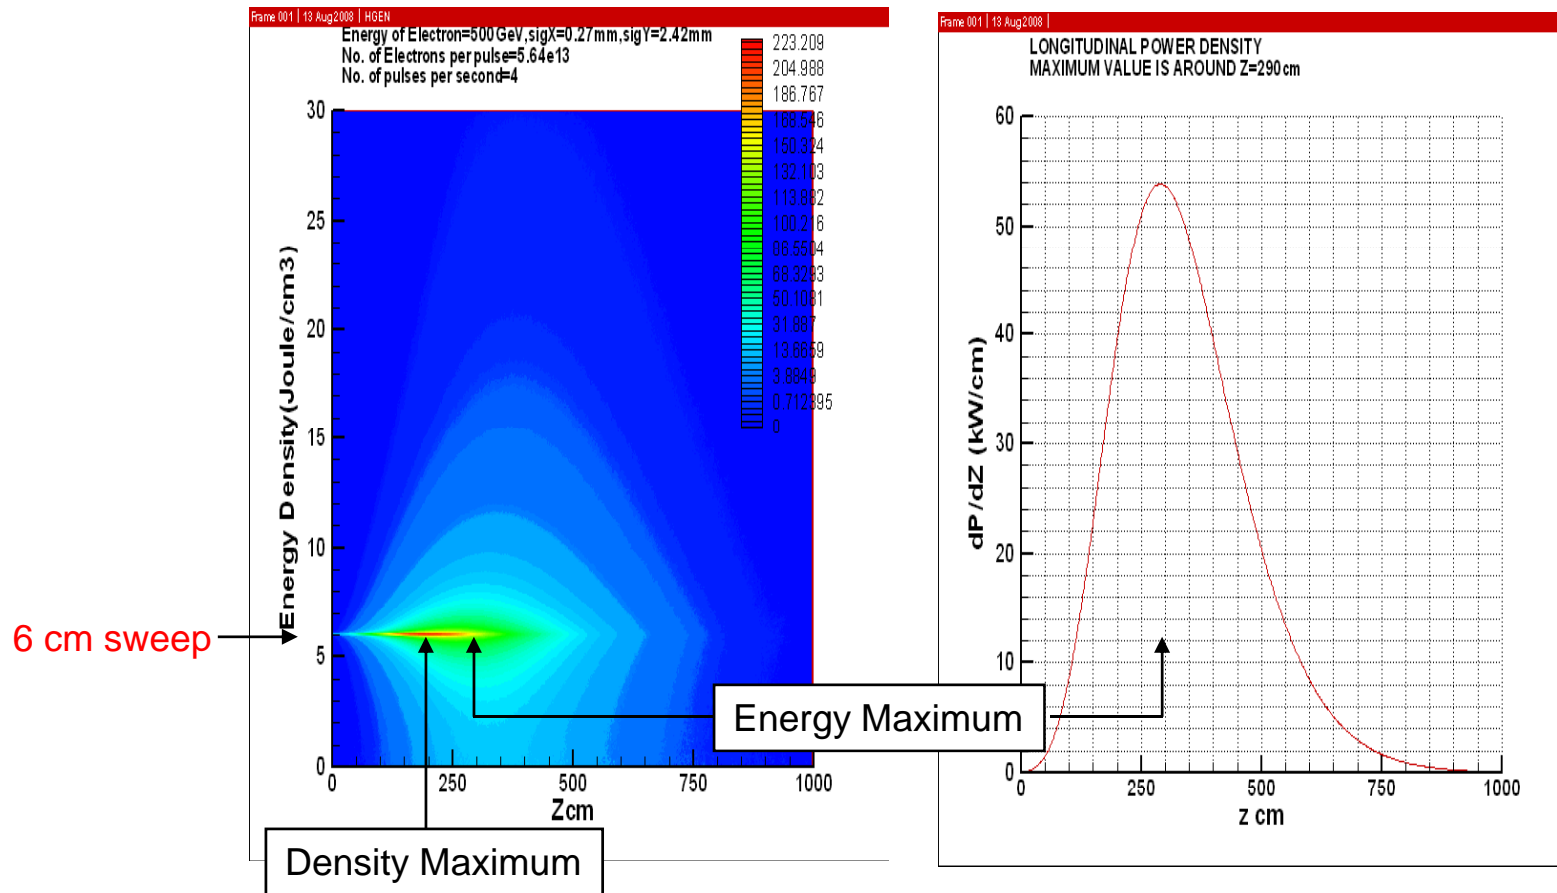 Frame 001 | 13 Aug 2008 | HGEN
Energy of Electron=500GeV,sigX=0.27mm,sigY=2.42mm
No. of Electrons per pulse=5.64e13
No. of pulses per second=4
223.209
204.988
186.767
168.546
150.324
132.103
113.882
100.216
86.5504
68.3293
50.1081
31.887
13.6659
3.8849
0.712395
0
30
25
20
15
10
5
0
Energy Density(Joule/cm3)
0 250 500 750 1000
Zcm
6 cm sweep
Density Maximum
Energy Maximum
Frame 001 | 13 Aug 2008 |
LONGITUDINAL POWER DENSITY
MAXIMUM VALUE IS AROUND Z=290cm
60
50
40
30
20
10
0
dP/dZ (kW/cm)
0 250 500 750 1000
z cm